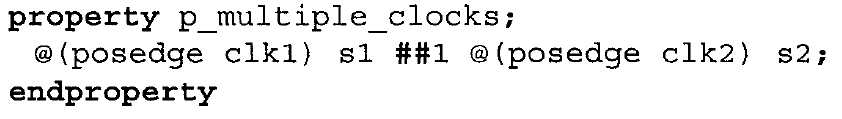 property p_multiple_clocks;
@(posedge clk1) s1 ##1 @(posedge clk2) s2;
endproperty